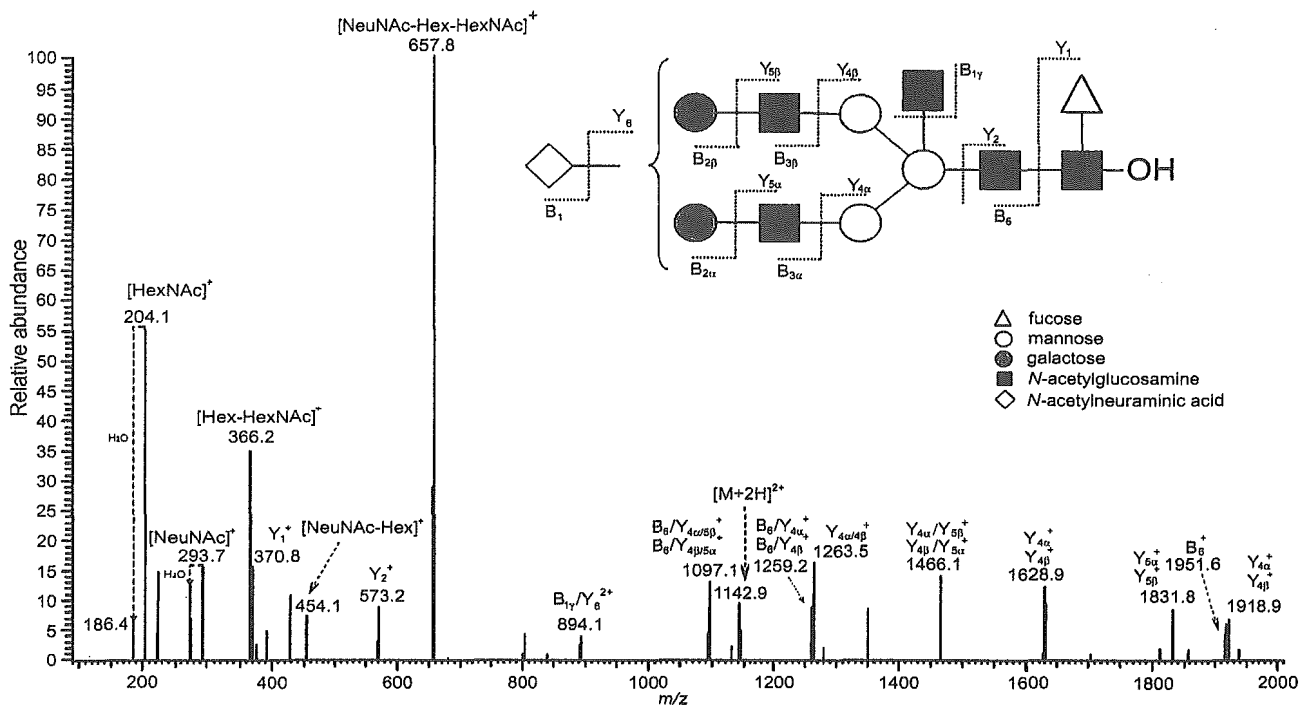 [NeuNAc-Hex-HexNAc]⁺
657.8
Relative abundance
100
95
90
85
80
75
70
65
60
55
50
45
40
35
30
25
20
15
10
5
0
[HexNAc]⁺
204.1
H₂O
186.4
[NeuNAc]⁺
293.7
H₂O
[Hex-HexNAc]⁺
366.2
Y₁⁺
370.8
[NeuNAc-Hex]⁺
454.1
Y₂⁺
573.2
B₁γ/Y₆²⁺
894.1
B₆/Y₄α/₅β⁺
B₆/Y₄β/₅α⁺
1097.1
[M+2H]²⁺
1142.9
B₆/Y₄α⁺
B₆/Y₄β⁺
1259.2
Y₄α/₄β⁺
1263.5
Y₄α⁺/Y₅β⁺
Y₄β⁺/Y₅α⁺
1466.1
Y₄α⁺
Y₄β⁺
1628.9
Y₅α⁺
Y₅β⁺
1831.8
B₆⁺
1951.6
Y₄α⁺
Y₄β⁺
1918.9
200
400
600
800
1000
1200
1400
1600
1800
2000
m/z
Y₆
B₁
Y₅β
Y₄β
B₂β
B₃β
Y₅α
Y₄α
B₂α
B₃α
B₁γ
Y₂
B₆
Y₁
OH
fucose
mannose
galactose
N-acetylglucosamine
N-acetylneuraminic acid